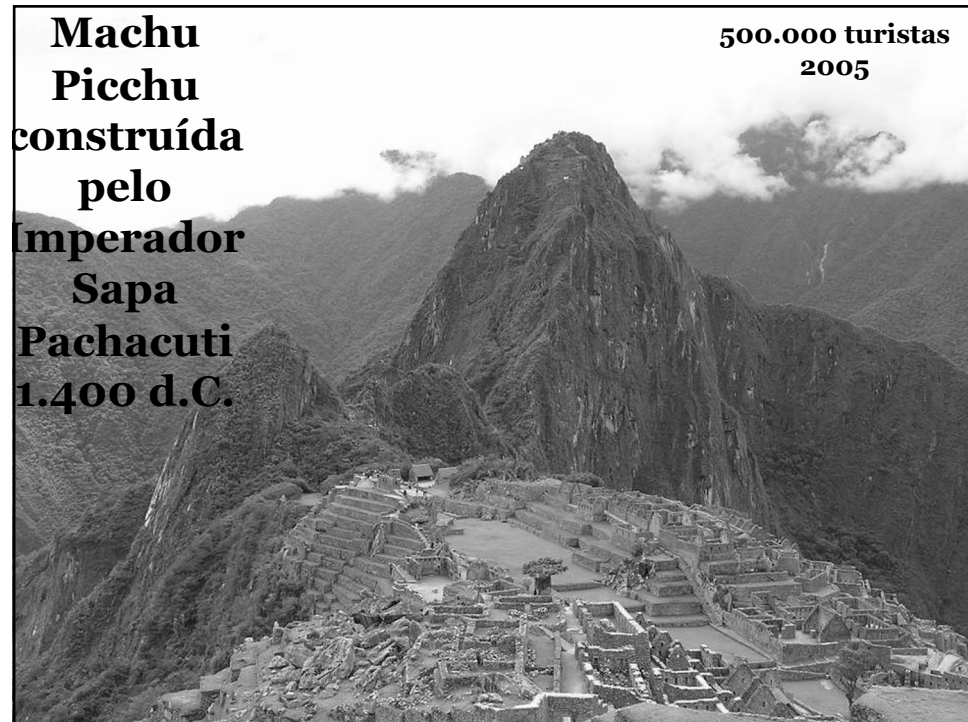 Machu
Picchu
construída
pelo
Imperador
Sapa
Pachacuti
1.400 d.C.
500.000 turistas
2005